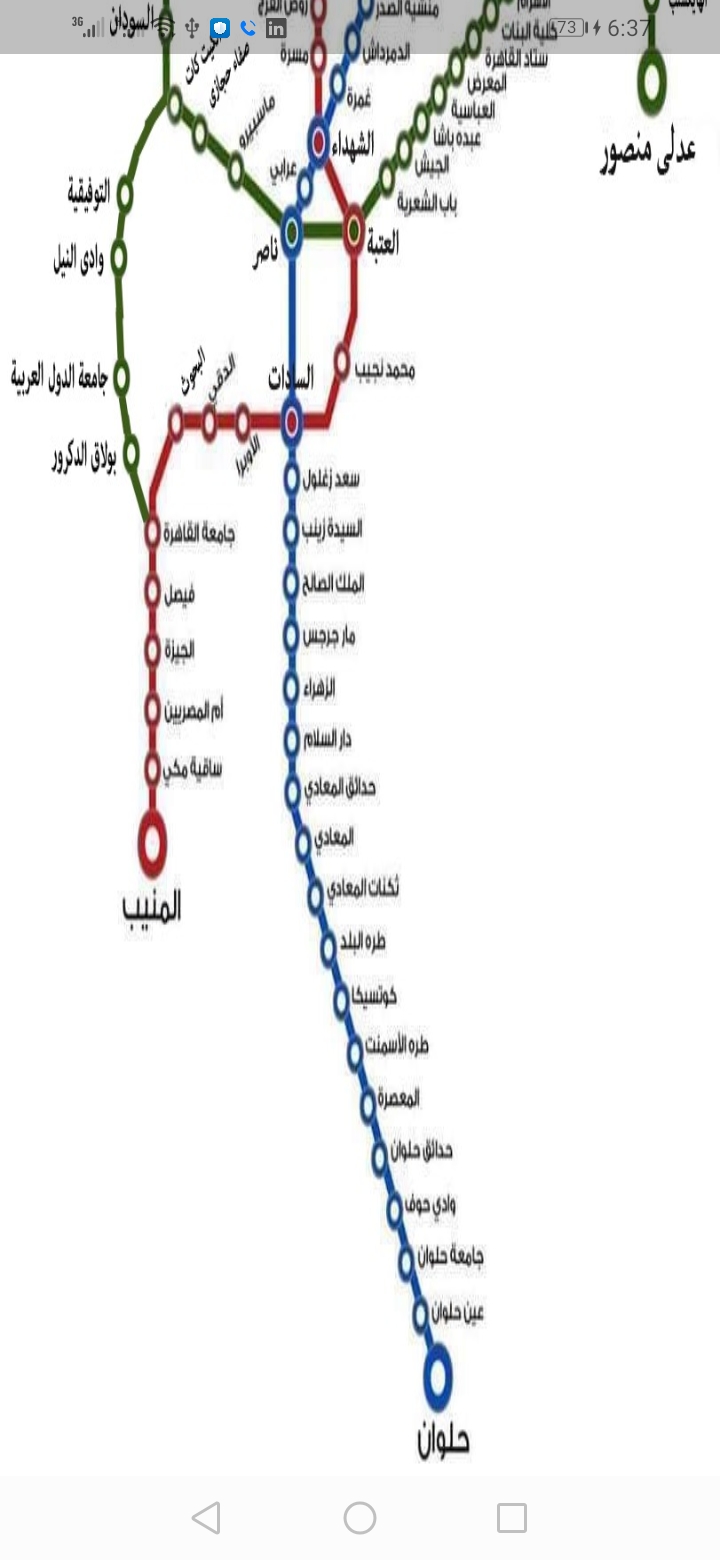 3G
73
6:37
السودان
روض الفرج
منشية الصدر
كلية البنات
مسرة
الدمرداش
ستاد القاهرة
كيت كات
صفاء حجازى
المعرض
غمرة
العباسية
ماسبيرو
عبده باشا
الشهداء
عدلى منصور
الجيش
عرابي
التوفيقية
باب الشعرية
ناصر
العتبة
وادى النيل
محمد نجيب
جامعة الدول العربية
البحوث
الدقي
السادات
الأوبرا
بولاق الدكرور
سعد زغلول
السيدة زينب
جامعة القاهرة
الملك الصالح
فيصل
مار جرجس
الجيزة
الزهراء
أم المصريين
دار السلام
ساقية مكي
حدائق المعادي
المعادي
ثكنات المعادي
المنيب
طره البلد
كوتسيكا
طره الأسمنت
المعصرة
حدائق حلوان
وادي حوف
جامعة حلوان
عين حلوان
حلوان